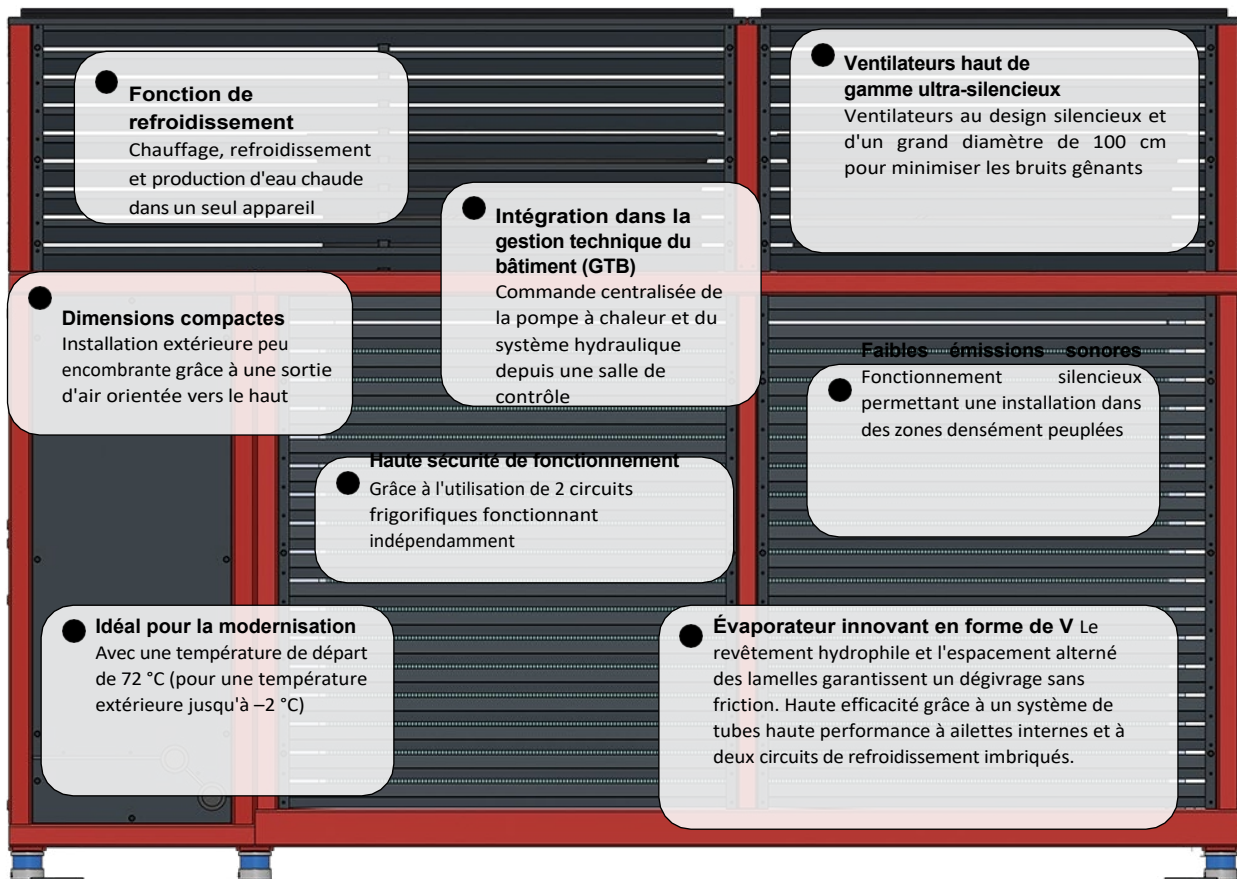 Fonction de
refroidissement
Chauffage, refroidissement
et production d'eau chaude
dans un seul appareil
Ventilateurs haut de
gamme ultra-silencieux
Ventilateurs au design silencieux et
d'un grand diamètre de 100 cm
pour minimiser les bruits gênants
Intégration dans la
gestion technique du
bâtiment (GTB)
Commande centralisée de
la pompe à chaleur et du
système hydraulique
depuis une salle de
contrôle
Dimensions compactes
Installation extérieure peu
encombrante grâce à une sortie
d'air orientée vers le haut
Faibles émissions sonores
Fonctionnement silencieux
permettant une installation dans
des zones densément peuplées
Haute sécurité de fonctionnement
Grâce à l'utilisation de 2 circuits
frigorifiques fonctionnant
indépendamment
Idéal pour la modernisation
Avec une température de départ
de 72 °C (pour une température
extérieure jusqu'à –2 °C)
Évaporateur innovant en forme de V Le
revêtement hydrophile et l'espacement alterné
des lamelles garantissent un dégivrage sans
friction. Haute efficacité grâce à un système de
tubes haute performance à ailettes internes et à
deux circuits de refroidissement imbriqués.